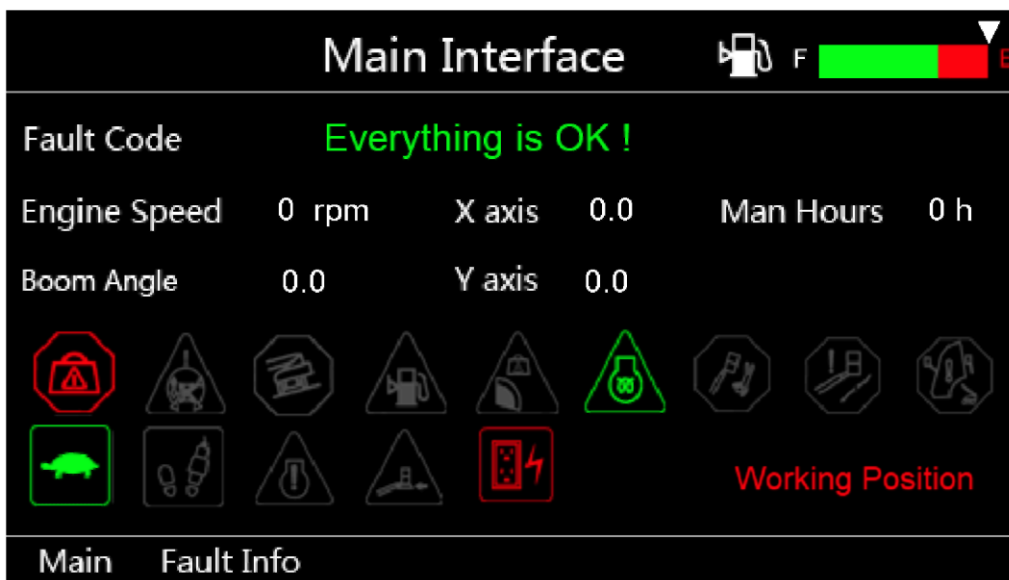 Main Interface F E
Fault Code Everything is OK !
Engine Speed 0 rpm X axis 0.0 Man Hours 0 h
Boom Angle 0.0 Y axis 0.0
Working Position
Main Fault Info